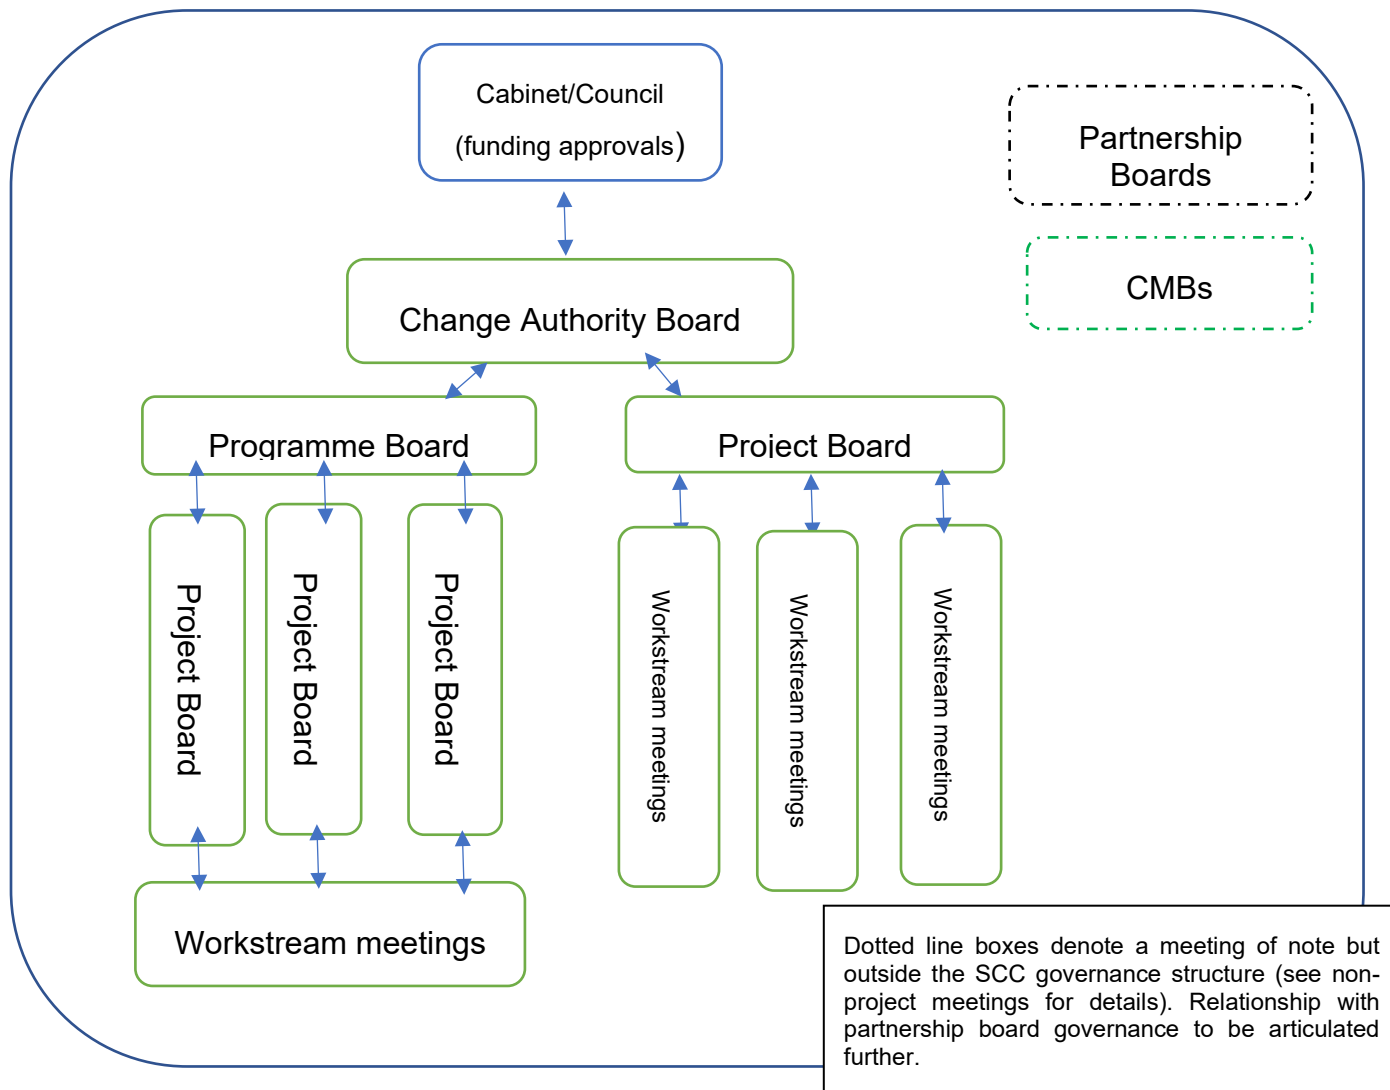 Cabinet/Council
(funding approvals)
Partnership
Boards
CMBs
Change Authority Board
Programme Board
Project Board
Project Board
Project Board
Project Board
Workstream meetings
Workstream meetings
Workstream meetings
Workstream meetings
Dotted line boxes denote a meeting of note but
outside the SCC governance structure (see non-
project meetings for details). Relationship with
partnership board governance to be articulated
further.